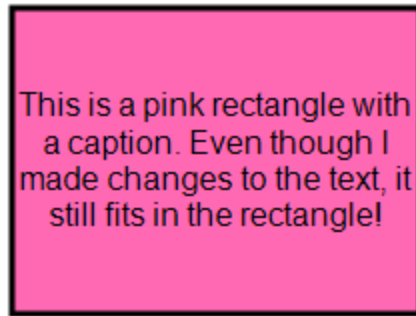 This is a pink rectangle with
a caption. Even though I
made changes to the text, it
still fits in the rectangle!